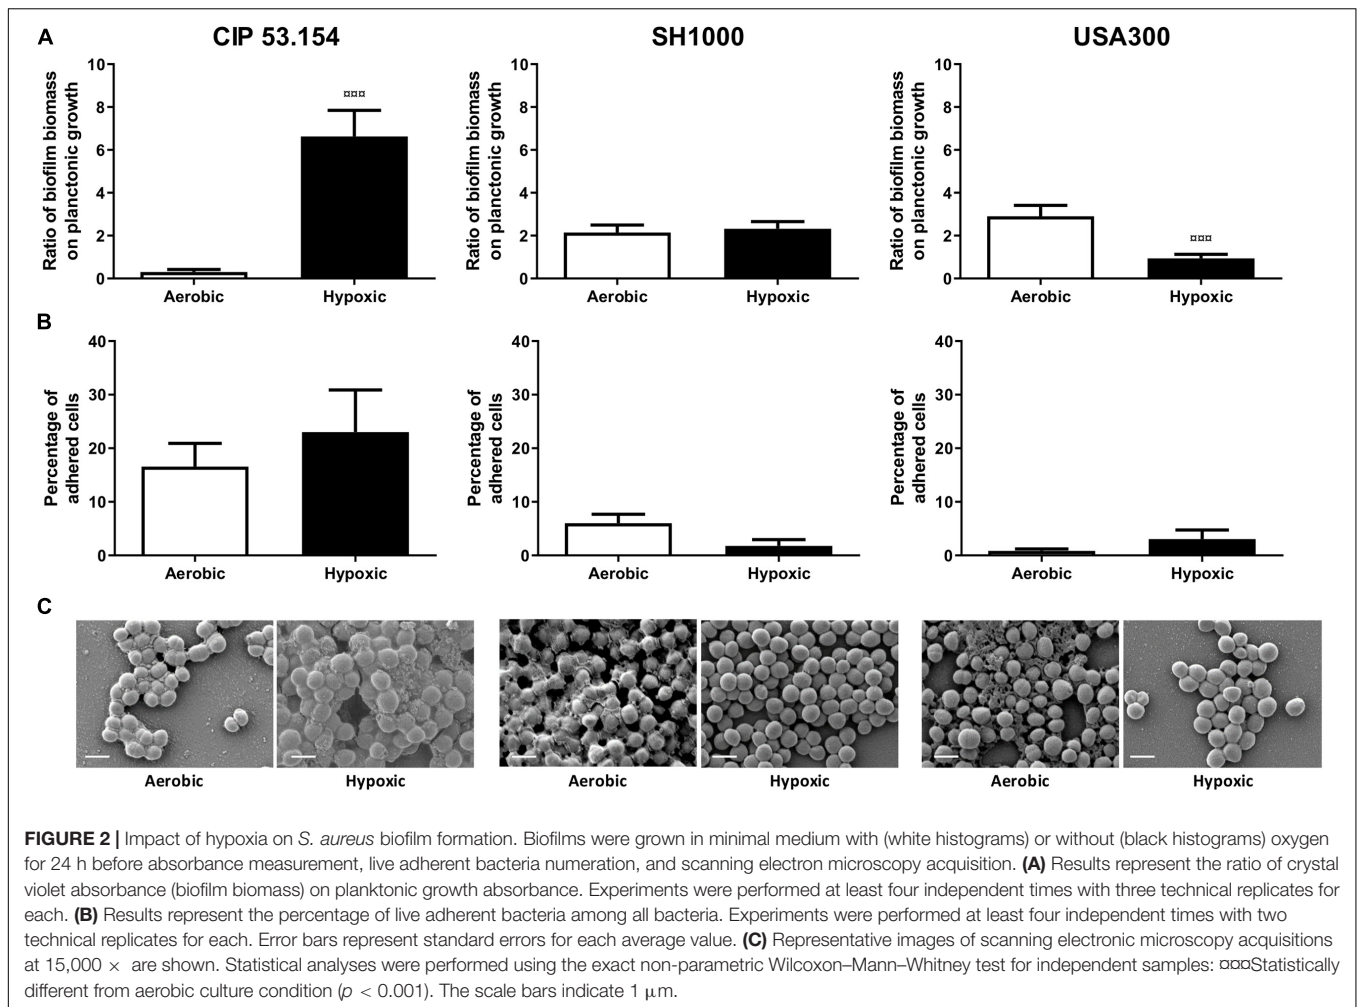 A
CIP 53.154
SH1000
USA300
Ratio of biofilm biomass
on planctonic growth
10
8
6
4
2
0
¤¤¤
Aerobic
Hypoxic
Ratio of biofilm biomass
on planctonic growth
10
8
6
4
2
0
Aerobic
Hypoxic
Ratio of biofilm biomass
on planctonic growth
10
8
6
4
2
0
¤¤¤
Aerobic
Hypoxic
B
Percentage of
adhered cells
40
30
20
10
0
Aerobic
Hypoxic
Percentage of
adhered cells
40
30
20
10
0
Aerobic
Hypoxic
Percentage of
adhered cells
40
30
20
10
0
Aerobic
Hypoxic
C
Aerobic
Hypoxic
Aerobic
Hypoxic
Aerobic
Hypoxic
FIGURE 2 | Impact of hypoxia on S. aureus biofilm formation. Biofilms were grown in minimal medium with (white histograms) or without (black histograms) oxygen
for 24 h before absorbance measurement, live adherent bacteria numeration, and scanning electron microscopy acquisition. (A) Results represent the ratio of crystal
violet absorbance (biofilm biomass) on planktonic growth absorbance. Experiments were performed at least four independent times with three technical replicates for
each. (B) Results represent the percentage of live adherent bacteria among all bacteria. Experiments were performed at least four independent times with two
technical replicates for each. Error bars represent standard errors for each average value. (C) Representative images of scanning electronic microscopy acquisitions
at 15,000 × are shown. Statistical analyses were performed using the exact non-parametric Wilcoxon–Mann–Whitney test for independent samples: ¤¤¤Statistically
different from aerobic culture condition (p < 0.001). The scale bars indicate 1 μm.